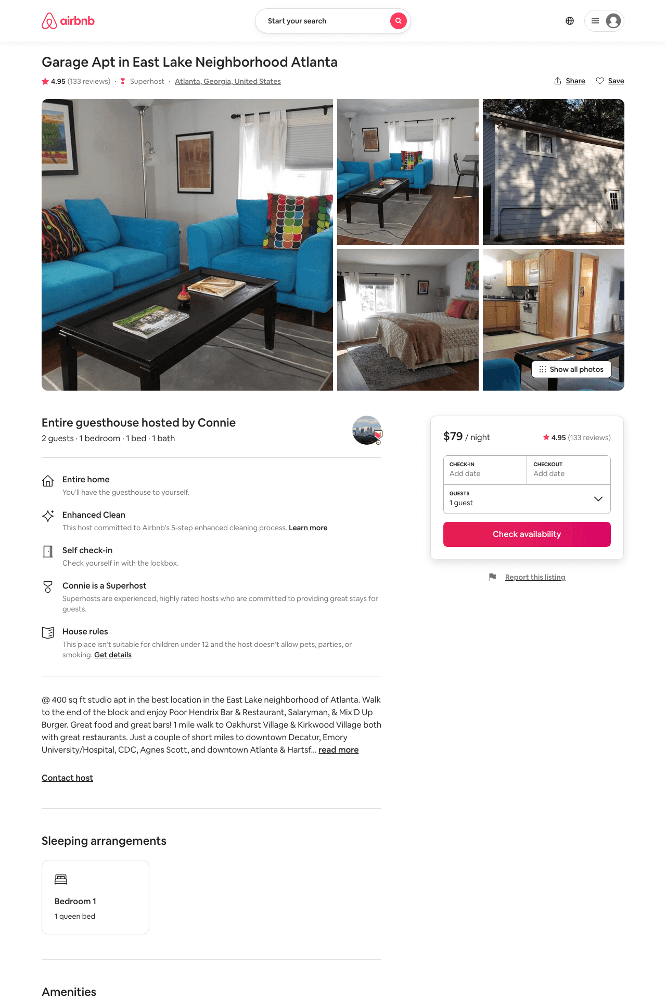 airbnb
Start your search
Garage Apt in East Lake Neighborhood Atlanta
4.95 (133 reviews) · Superhost · Atlanta, Georgia, United States
Share
Save
Show all photos
Entire guesthouse hosted by Connie
2 guests · 1 bedroom · 1 bed · 1 bath
Entire home
You’ll have the guesthouse to yourself.
Enhanced Clean
This host committed to Airbnb's 5-step enhanced cleaning process. Learn more
Self check-in
Check yourself in with the lockbox.
Connie is a Superhost
Superhosts are experienced, highly rated hosts who are committed to providing great stays for
guests.
House rules
This place isn’t suitable for children under 12 and the host doesn’t allow pets, parties, or
smoking. Get details
$79 / night
4.95 (133 reviews)
CHECK-IN
Add date
CHECKOUT
Add date
GUESTS
1 guest
Check availability
Report this listing
@ 400 sq ft studio apt in the best location in the East Lake neighborhood of Atlanta. Walk
to the end of the block and enjoy Poor Hendrix Bar & Restaurant, Salaryman, & Mix'D Up
Burger. Great food and great bars! 1 mile walk to Oakhurst Village & Kirkwood Village both
with great restaurants. Just a couple of short miles to downtown Decatur, Emory
University/Hospital, CDC, Agnes Scott, and downtown Atlanta & Hartsf... read more
Contact host
Sleeping arrangements
Bedroom 1
1 queen bed
Amenities